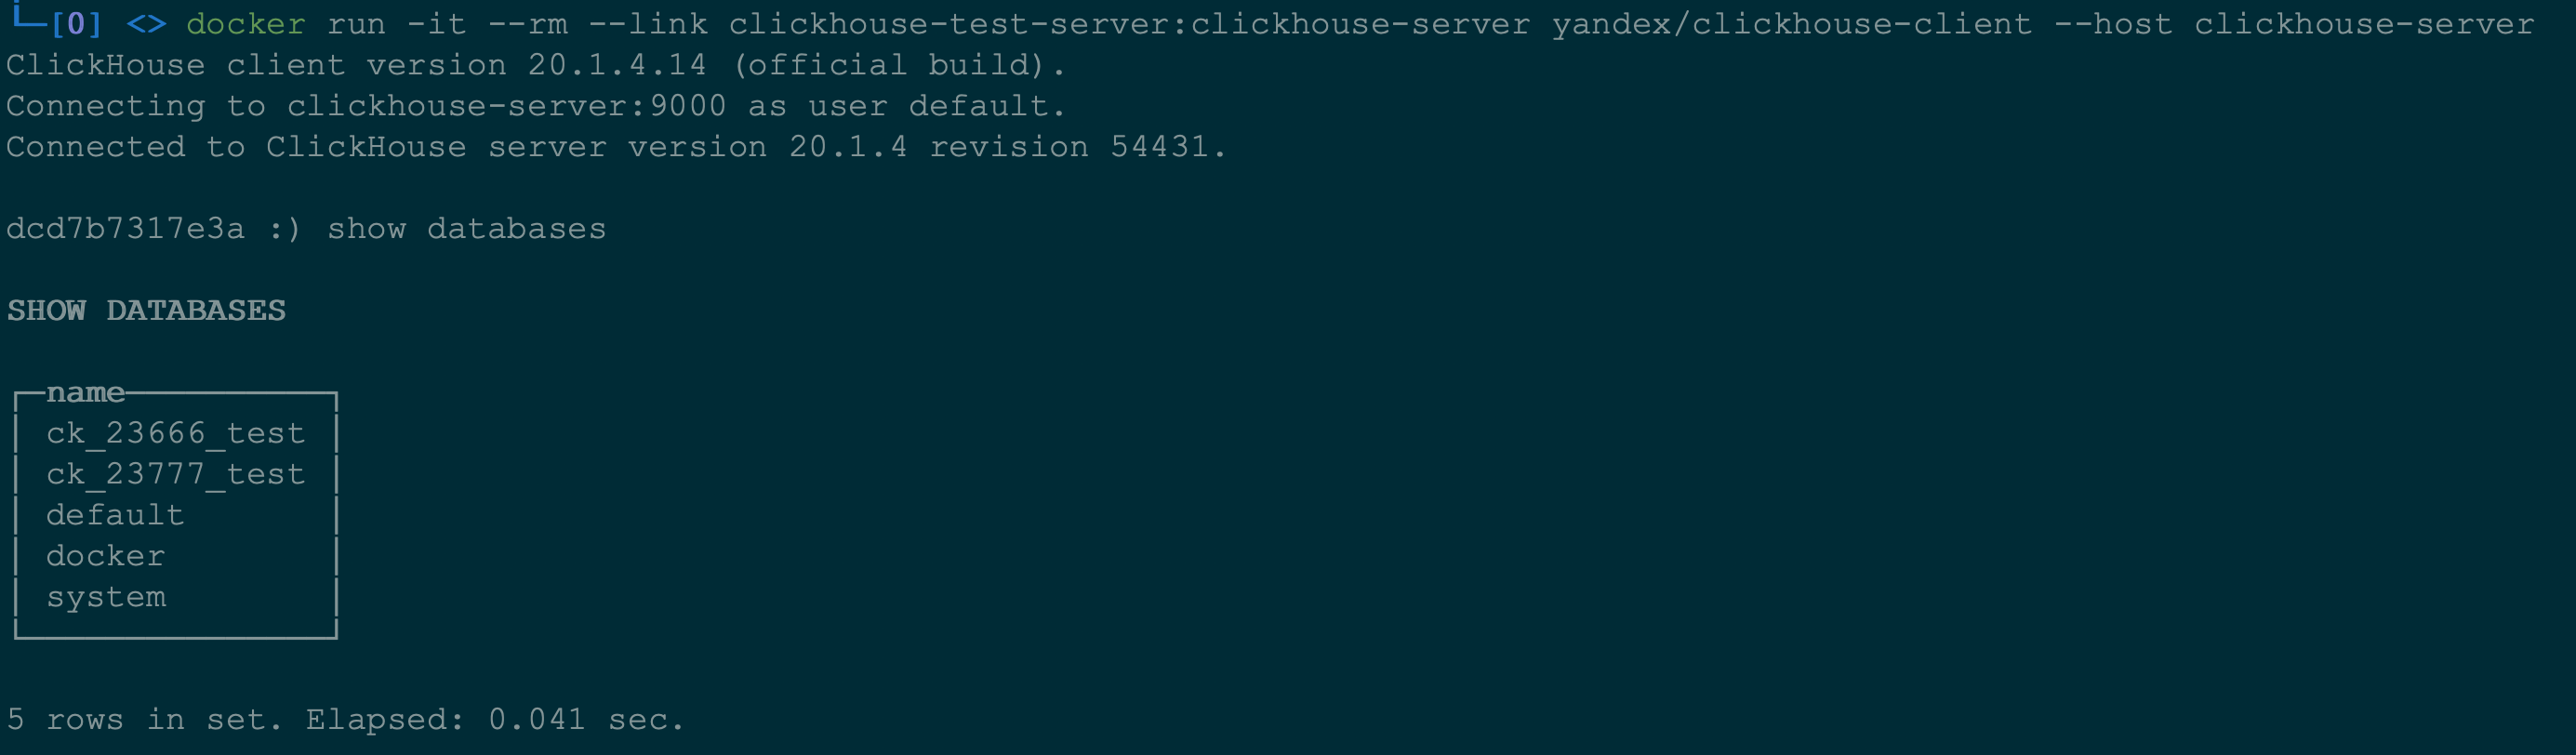 [0] <> docker run -it --rm --link clickhouse-test-server:clickhouse-server yandex/clickhouse-client --host clickhouse-server
ClickHouse client version 20.1.4.14 (official build).
Connecting to clickhouse-server:9000 as user default.
Connected to ClickHouse server version 20.1.4 revision 54431.
dcd7b7317e3a :) show databases
SHOW DATABASES
name
ck_23666_test
ck_23777_test
default
docker
system
5 rows in set. Elapsed: 0.041 sec.